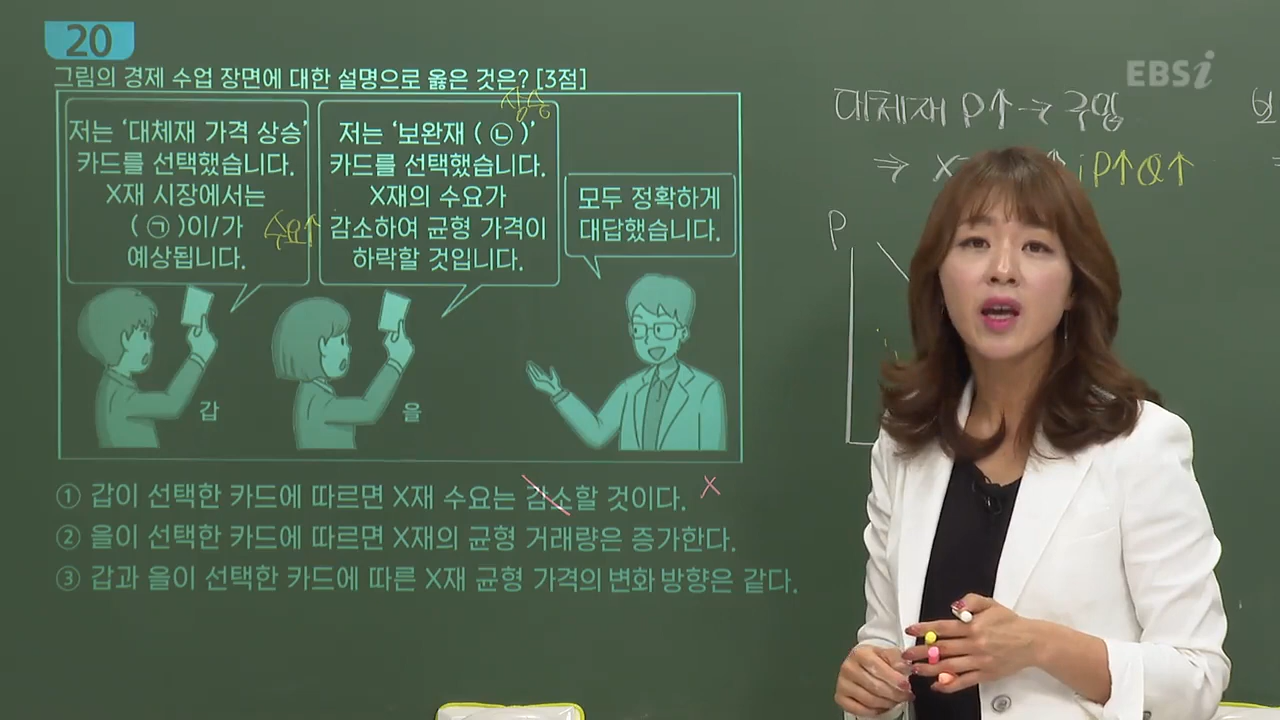 20
그림의 경제 수업 장면에 대한 설명으로 옳은 것은? [3점]
저는 '대체재 가격 상승'
카드를 선택했습니다.
X재 시장에서는
( ㉠ )이/가
예상됩니다.
수요↑
상승
저는 '보완재 ( ㉡ )'
카드를 선택했습니다.
X재의 수요가
감소하여 균형 가격이
하락할 것입니다.
모두 정확하게
대답했습니다.
갑
을
① 갑이 선택한 카드에 따르면 X재 수요는 감소할 것이다. X
② 을이 선택한 카드에 따르면 X재의 균형 거래량은 증가한다.
③ 갑과 을이 선택한 카드에 따른 X재 균형 가격의 변화 방향은 같다.
EBSi
대체재 P↑→ 구입
⇒ X ↑ ; P↑ Q↑
P